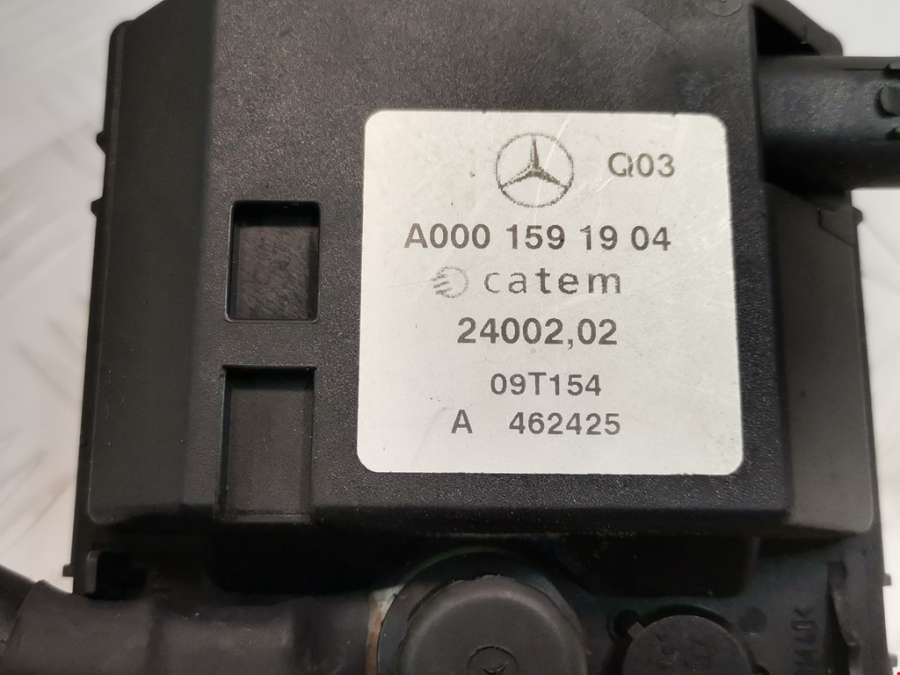 Q03
A000 159 19 04
catem
24002,02
09T154
A 462425